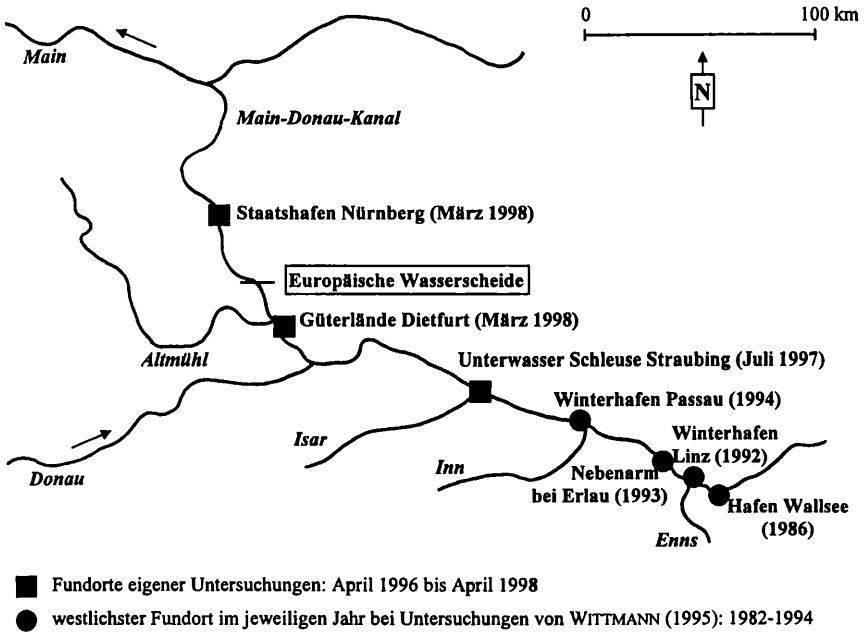 0
100 km
Main
N
Main-Donau-Kanal
Staatshafen Nürnberg (März 1998)
Europäische Wasserscheide
Güterlände Dietfurt (März 1998)
Altmühl
Unterwasser Schleuse Straubing (Juli 1997)
Winterhafen Passau (1994)
Isar
Winterhafen
Linz (1992)
Inn
Nebenarm
bei Erlau (1993)
Donau
Hafen Wallsee
(1986)
Enns
Fundorte eigener Untersuchungen: April 1996 bis April 1998
westlichster Fundort im jeweiligen Jahr bei Untersuchungen von WITTMANN (1995): 1982-1994